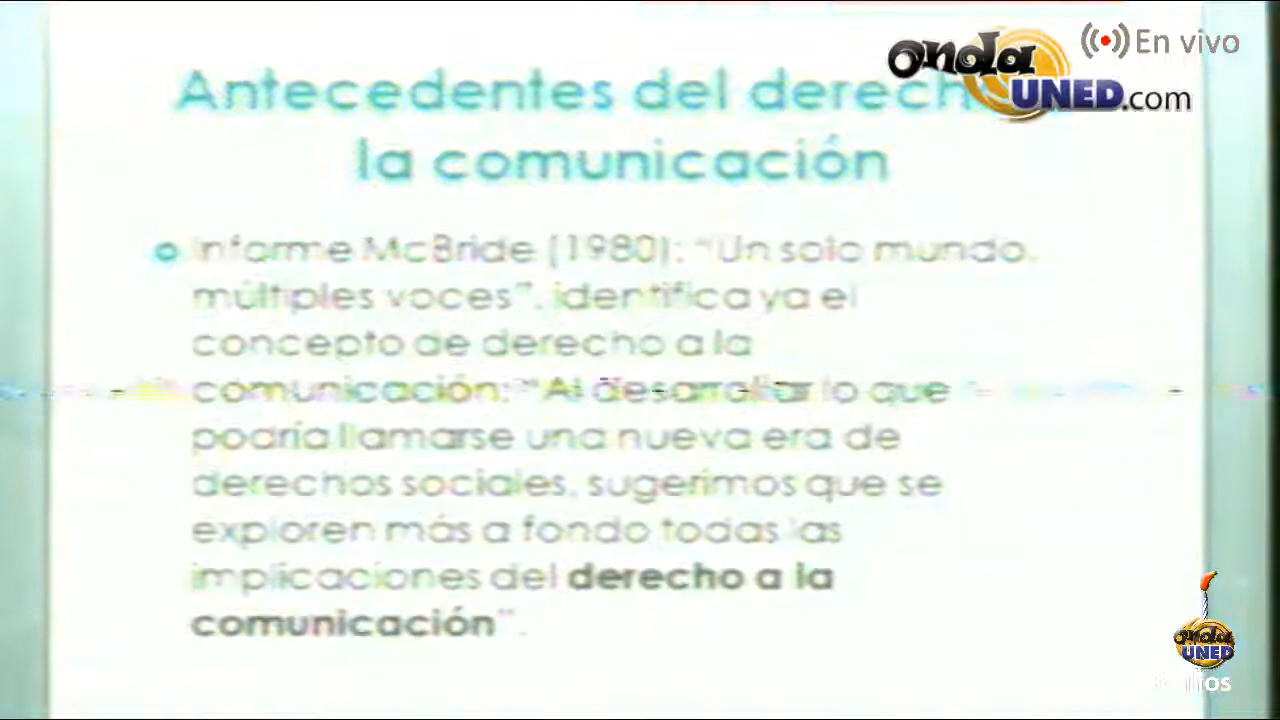 onda
UNED.com
En vivo
Antecedentes del derech
la comunicación
Informe McBride (1980): "Un solo mundo,
múltiples voces", identifica ya el
concepto de derecho a la
comunicación: "Al desarrollar lo que
podría llamarse una nueva era de
derechos sociales, sugerimos que se
exploren más a fondo todas las
implicaciones del derecho a la
comunicación".
onda
UNED